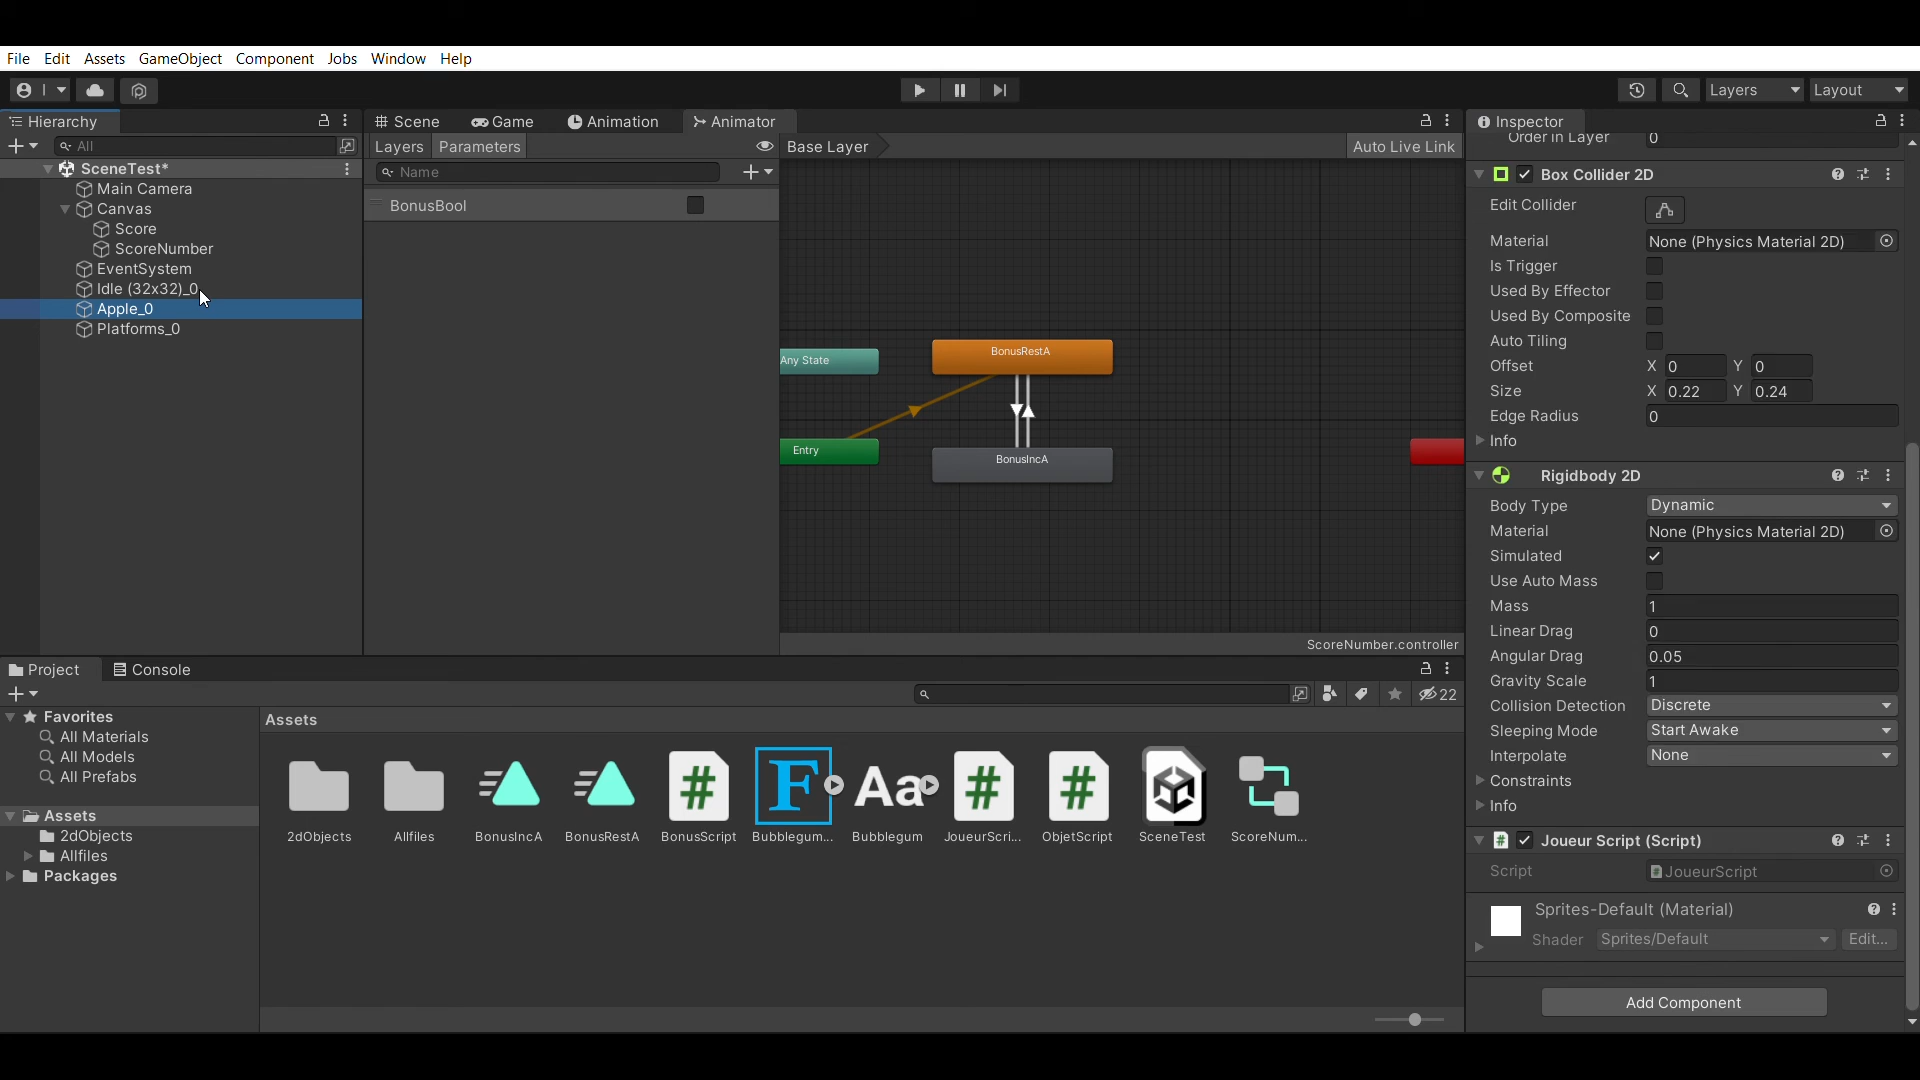 File Edit Assets GameObject Component Jobs Window Help
Layers Layout
Hierarchy
All
SceneTest*
Main Camera
Canvas
Score
ScoreNumber
EventSystem
Idle (32x32)_0
Apple_0
Platforms_0
Scene Game Animation Animator
Layers Parameters Base Layer Auto Live Link
Name
BonusBool
Any State
BonusRestA
Entry
BonusIncA
ScoreNumber.controller
Project Console
22
Favorites
All Materials
All Models
All Prefabs
Assets
2dObjects
Allfiles
Packages
Assets
F Aa
# # #
2dObjects Allfiles BonusIncA BonusRestA BonusScript Bubblegum... Bubblegum JoueurScri... ObjetScript SceneTest ScoreNum...
Inspector
Order in Layer 0
Box Collider 2D
Edit Collider
Material None (Physics Material 2D)
Is Trigger
Used By Effector
Used By Composite
Auto Tiling
Offset X 0 Y 0
Size X 0.22 Y 0.24
Edge Radius 0
Info
Rigidbody 2D
Body Type Dynamic
Material None (Physics Material 2D)
Simulated
Use Auto Mass
Mass 1
Linear Drag 0
Angular Drag 0.05
Gravity Scale 1
Collision Detection Discrete
Sleeping Mode Start Awake
Interpolate None
Constraints
Info
# Joueur Script (Script)
Script JoueurScript
Sprites-Default (Material)
Shader Sprites/Default Edit...
Add Component